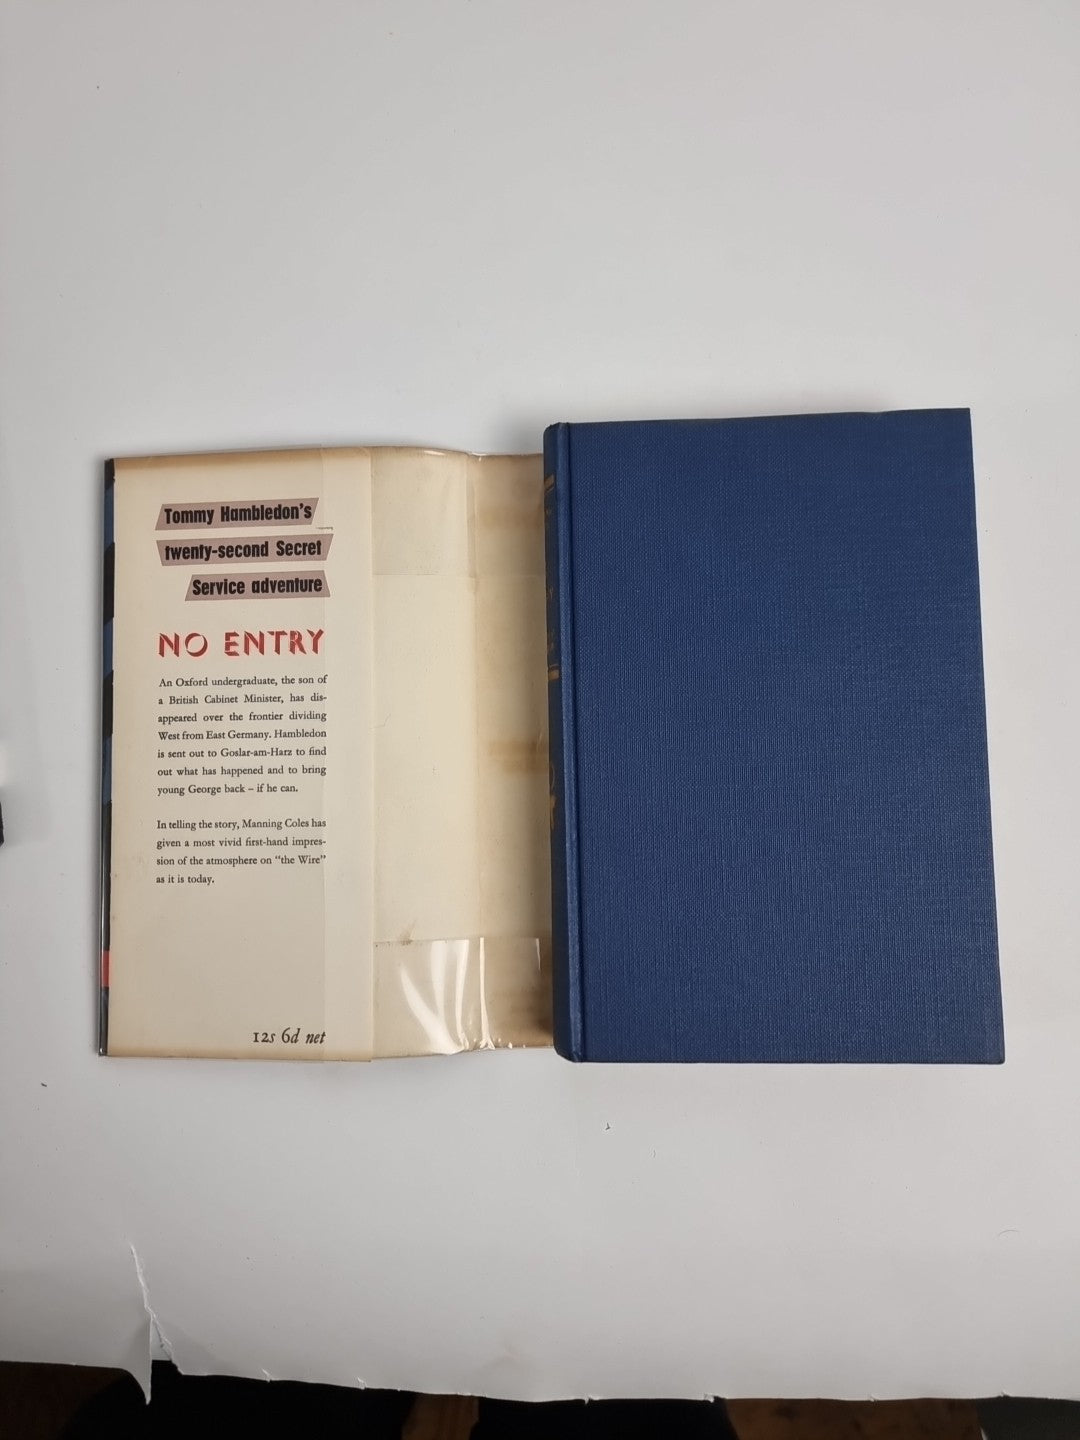 Tommy Hambledon's
twenty-second Secret
Service adventure
NO ENTRY
An Oxford undergraduate, the son of
a British Cabinet Minister, has dis-
appeared over the frontier dividing
West from East Germany. Hambledon
is sent out to Goslar-am-Harz to find
out what has happened and to bring
young George back – if he can.
In telling the story, Manning Coles has
given a most vivid first-hand impres-
sion of the atmosphere on "the Wire"
as it is today.
12s 6d net